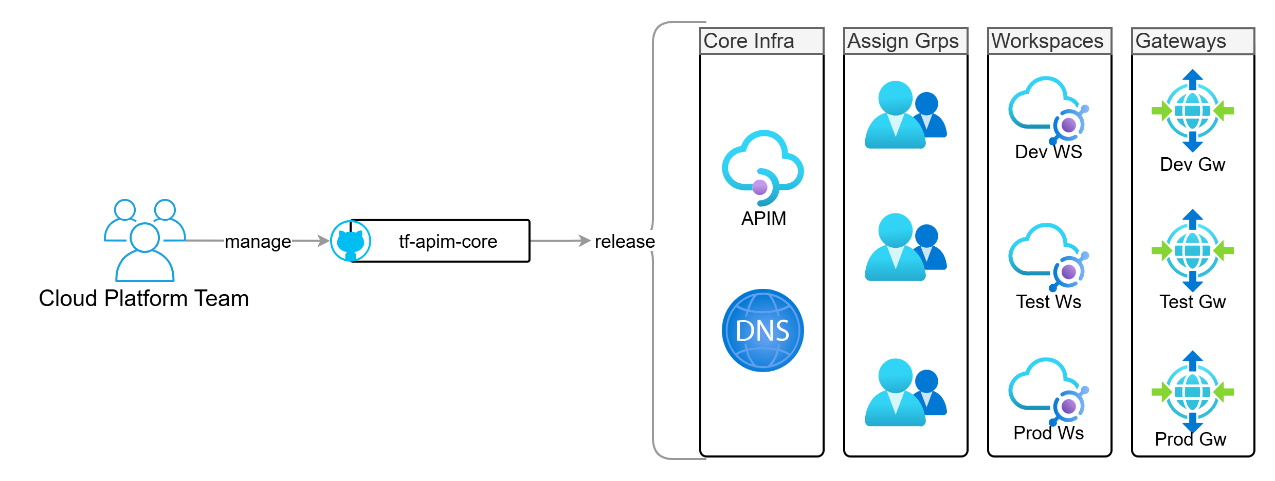 Core Infra
Assign Grps
Workspaces
Gateways
Dev WS
Dev Gw
APIM
manage
tf-apim-core
release
Cloud Platform Team
Test Ws
Test Gw
DNS
Prod Ws
Prod Gw